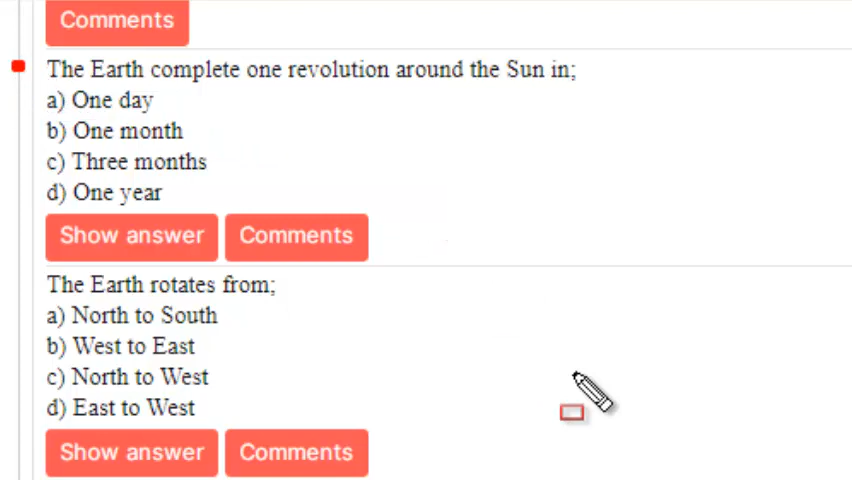 Comments
The Earth complete one revolution around the Sun in;
a) One day
b) One month
c) Three months
d) One year
Show answer Comments
The Earth rotates from;
a) North to South
b) West to East
c) North to West
d) East to West
Show answer Comments